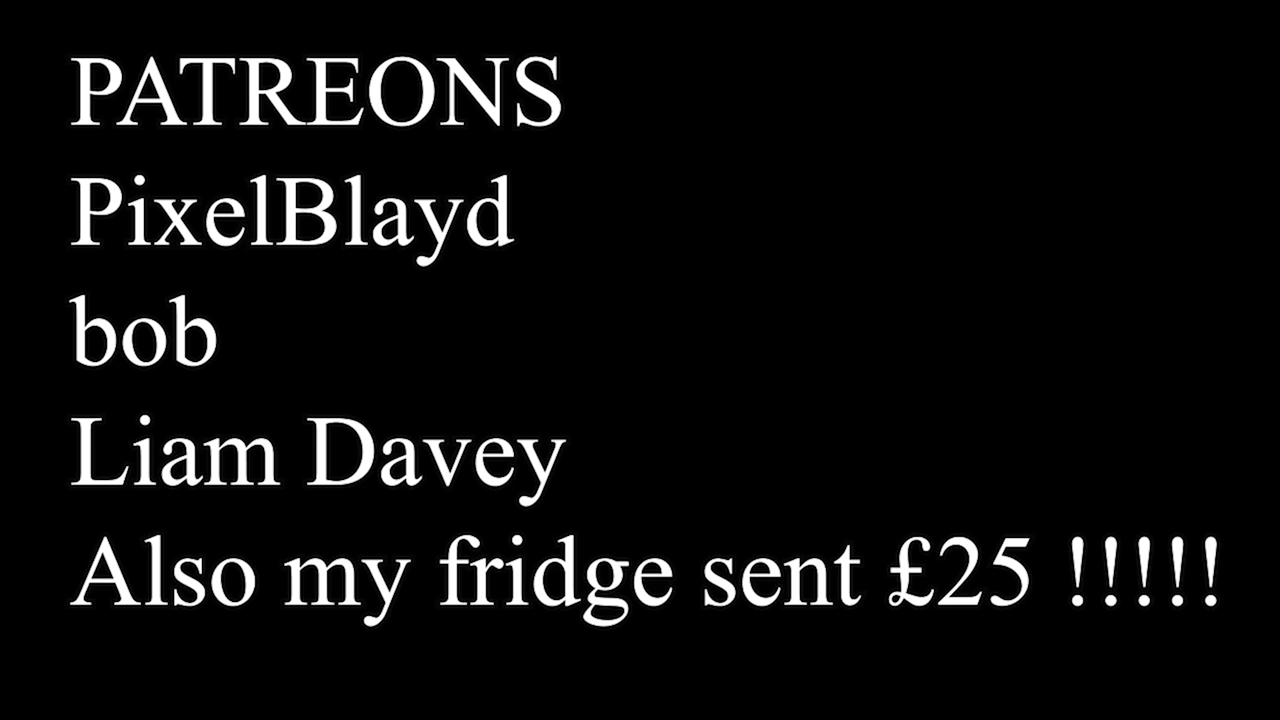 PATREONS
PixelBlayd
bob
Liam Davey
Also my fridge sent £25 !!!!!